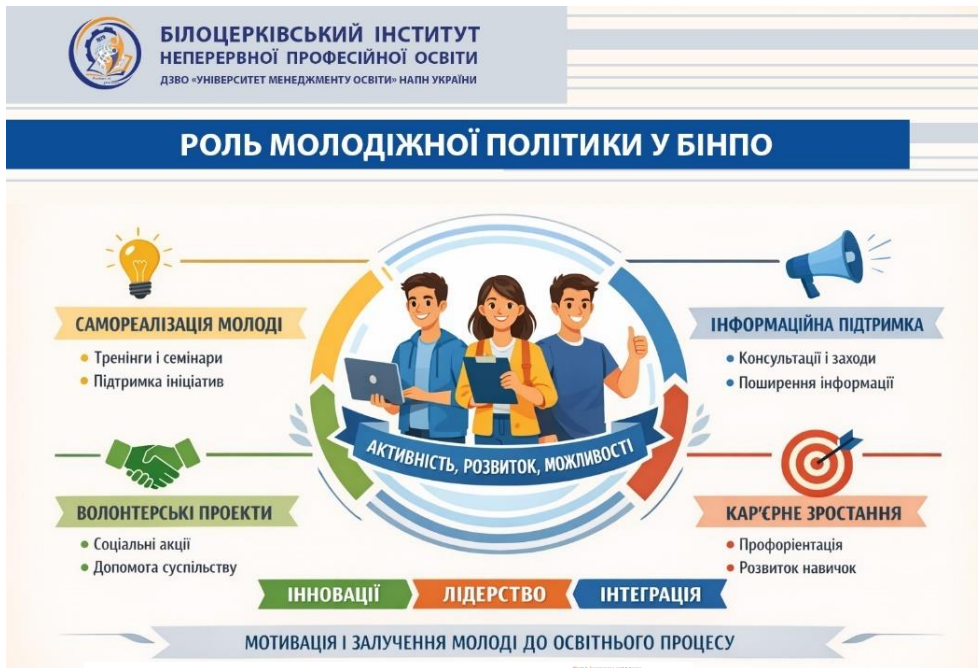 БІЛОЦЕРКІВСЬКИЙ ІНСТИТУТ
НЕПЕРЕРВНОЇ ПРОФЕСІЙНОЇ ОСВІТИ
ДЗВО «УНІВЕРСИТЕТ МЕНЕДЖМЕНТУ ОСВІТИ» НАПН УКРАЇНИ
РОЛЬ МОЛОДІЖНОЇ ПОЛІТИКИ У БІНПО
САМОРЕАЛІЗАЦІЯ МОЛОДІ
• Тренінги і семінари
• Підтримка ініціатив
ІНФОРМАЦІЙНА ПІДТРИМКА
• Консультації і заходи
• Поширення інформації
АКТИВНІСТЬ, РОЗВИТОК, МОЖЛИВОСТІ
ВОЛОНТЕРСЬКІ ПРОЕКТИ
• Соціальні акції
• Допомога суспільству
КАР'ЄРНЕ ЗРОСТАННЯ
• Профорієнтація
• Розвиток навичок
ІННОВАЦІЇ
ЛІДЕРСТВО
ІНТЕГРАЦІЯ
МОТИВАЦІЯ І ЗАЛУЧЕННЯ МОЛОДІ ДО ОСВІТНЬОГО ПРОЦЕСУ